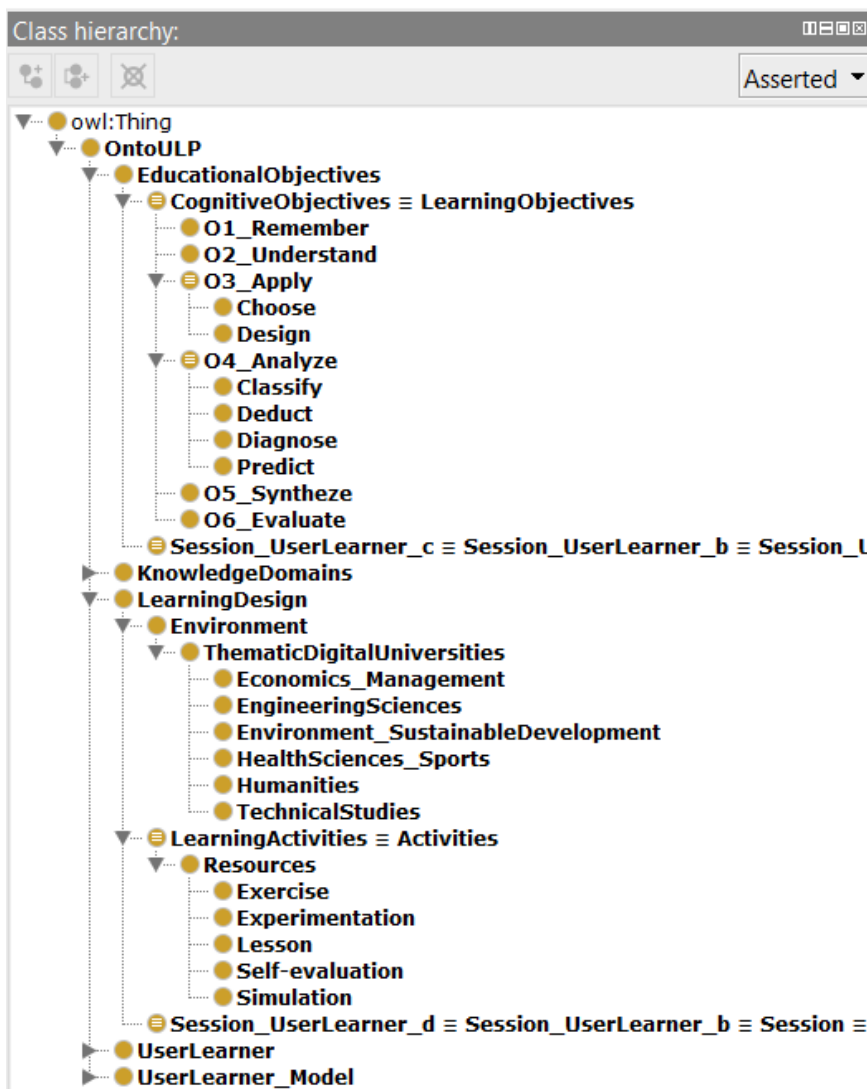 Class hierarchy:
Asserted
owl:Thing
OntoULP
EducationalObjectives
CognitiveObjectives ≡ LearningObjectives
O1_Remember
O2_Understand
O3_Apply
Choose
Design
O4_Analyze
Classify
Deduct
Diagnose
Predict
O5_Syntheze
O6_Evaluate
Session_UserLearner_c ≡ Session_UserLearner_b ≡ Session_U
KnowledgeDomains
LearningDesign
Environment
ThematicDigitalUniversities
Economics_Management
EngineeringSciences
Environment_SustainableDevelopment
HealthSciences_Sports
Humanities
TechnicalStudies
LearningActivities ≡ Activities
Resources
Exercise
Experimentation
Lesson
Self-evaluation
Simulation
Session_UserLearner_d ≡ Session_UserLearner_b ≡ Session ≡
UserLearner
UserLearner_Model